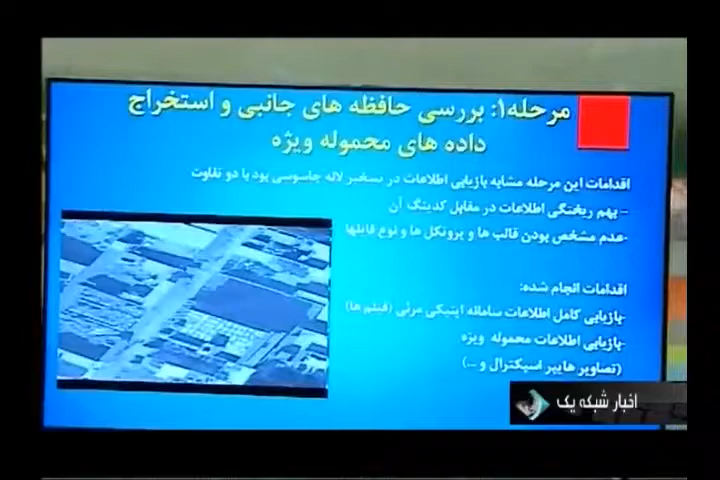 مرحله۱: بررسی حافظه های جانبی و استخراج
داده های محموله ویژه
اقدامات این مرحله مشابه بازیابی اطلاعات در تسخیر لانه جاسوسی بود با دو تفاوت
– بهم ریختگی اطلاعات در مقابل کدینگ آن
-عدم مشخص بودن قالب ها و پروتکل ها و نوع فایلها
اقدامات انجام شده:
-بازیابی کامل اطلاعات سامانه اپتیکی مرئی (فیلم ها)
-بازیابی اطلاعات محموله ویژه
(تصاویر هایپر اسپکترال و ...)
اخبار شبکه یک